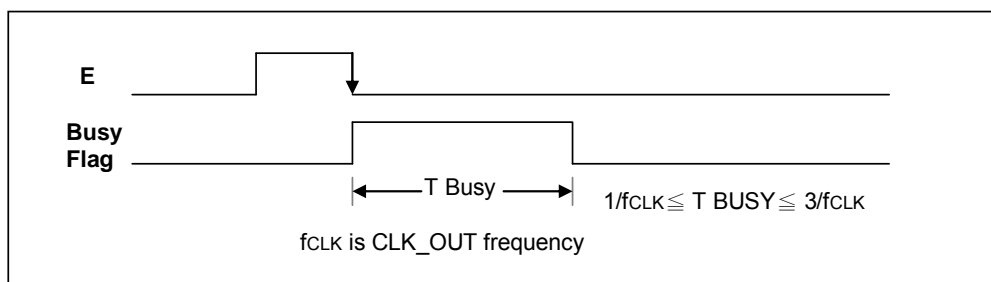 E
Busy
Flag
T Busy
1/fCLK≦ T BUSY≦ 3/fCLK
fCLK is CLK_OUT frequency